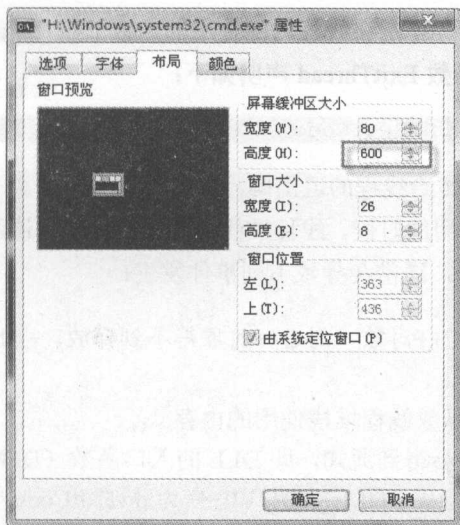 "H:\Windows\system32\cmd.exe" 属性
选项 字体 布局 颜色
窗口预览
屏幕缓冲区大小
宽度(W): 80
高度(H): 600
窗口大小
宽度(I): 26
高度(E): 8
窗口位置
左(L): 363
上(T): 436
由系统定位窗口(P)
确定 取消